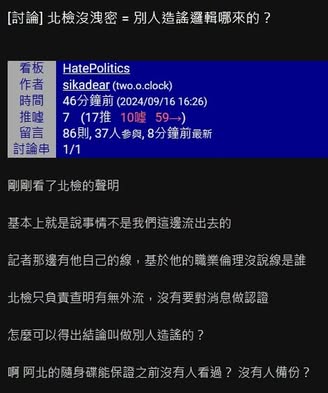 [討論] 北檢沒洩密 = 別人造謠邏輯哪來的？
看板 HatePolitics
作者 sikadear (two.o.clock)
時間 46分鐘前 (2024/09/16 16:26)
推噓 7 (17推 10噓 59→)
留言 86則, 37人參與, 8分鐘前最新
討論串 1/1
剛剛看了北檢的聲明
基本上就是說事情不是我們這邊流出去的
記者那邊有他自己的線，基於他的職業倫理沒說線是誰
北檢只負責查明有無外流，沒有要對消息做認證
怎麼可以得出結論叫做別人造謠的？
啊 阿北的隨身碟能保證之前沒有人看過？ 沒有人備份？